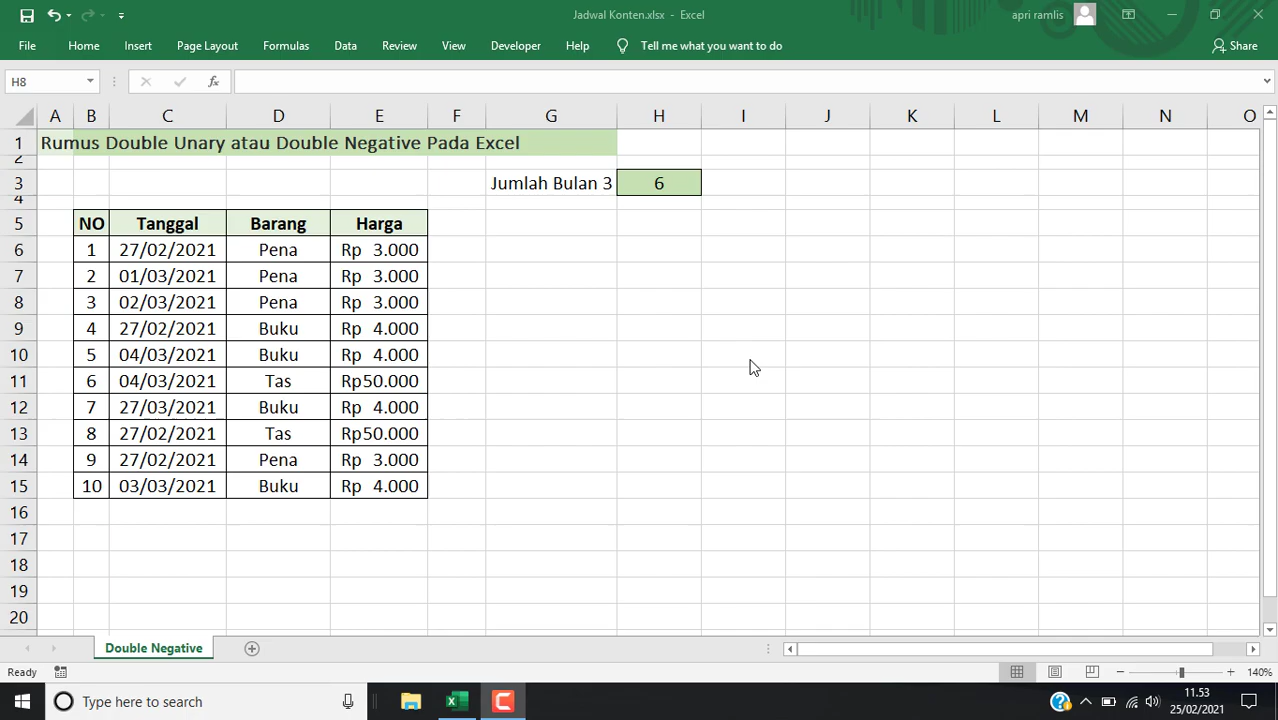 Jadwal Konten.xlsx - Excel
apri ramlis
File Home Insert Page Layout Formulas Data Review View Developer Help Tell me what you want to do Share
H8 fx
A B C D E F G H I J K L M N O
1 Rumus Double Unary atau Double Negative Pada Excel
2
3 Jumlah Bulan 3 6
4
5 NO Tanggal Barang Harga
6 1 27/02/2021 Pena Rp 3.000
7 2 01/03/2021 Pena Rp 3.000
8 3 02/03/2021 Pena Rp 3.000
9 4 27/02/2021 Buku Rp 4.000
10 5 04/03/2021 Buku Rp 4.000
11 6 04/03/2021 Tas Rp50.000
12 7 27/03/2021 Buku Rp 4.000
13 8 27/02/2021 Tas Rp50.000
14 9 27/02/2021 Pena Rp 3.000
15 10 03/03/2021 Buku Rp 4.000
16
17
18
19
20
Double Negative
Ready 140%
Type here to search
11.53
25/02/2021